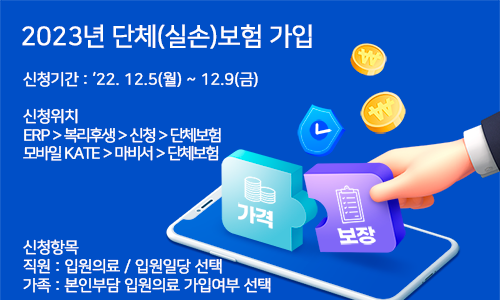 2023년 단체(실손)보험 가입
신청기간 : ’22. 12.5(월) ~ 12.9(금)
신청위치
ERP > 복리후생 > 신청 > 단체보험
모바일 KATE > 마비서 > 단체보험
가격
보장
신청항목
직원 : 입원의료 / 입원일당 선택
가족 : 본인부담 입원의료 가입여부 선택